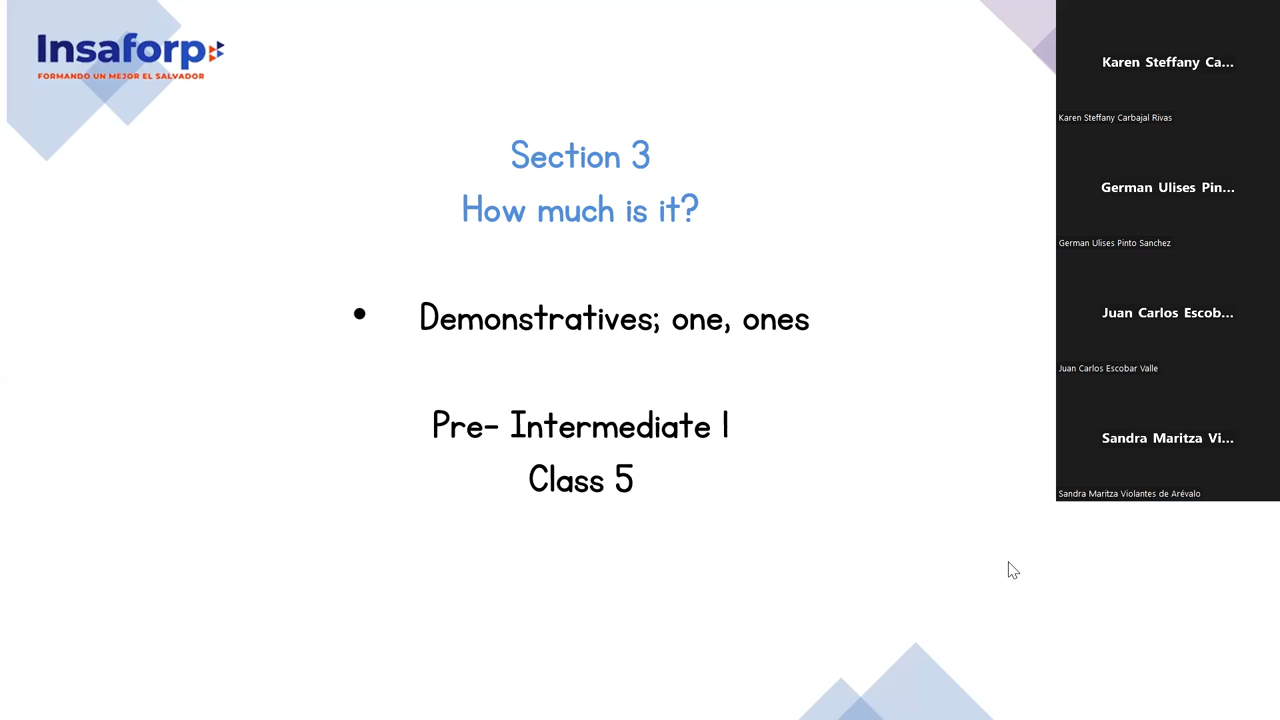 Insaforp
FORMANDO UN MEJOR EL SALVADOR
Section 3
How much is it?
• Demonstratives; one, ones
Pre- Intermediate 1
Class 5
Karen Steffany Ca...
Karen Steffany Carbajal Rivas
German Ulises Pin...
German Ulises Pinto Sanchez
Juan Carlos Escob...
Juan Carlos Escobar Valle
Sandra Maritza Vi...
Sandra Maritza Violantes de Arévalo